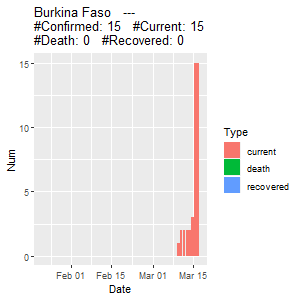 Burkina Faso   ---
#Confirmed: 15   #Current: 15
#Death: 0   #Recovered: 0
Num
15
10
5
0
Feb 01
Feb 15
Mar 01
Mar 15
Date
Type
current
death
recovered